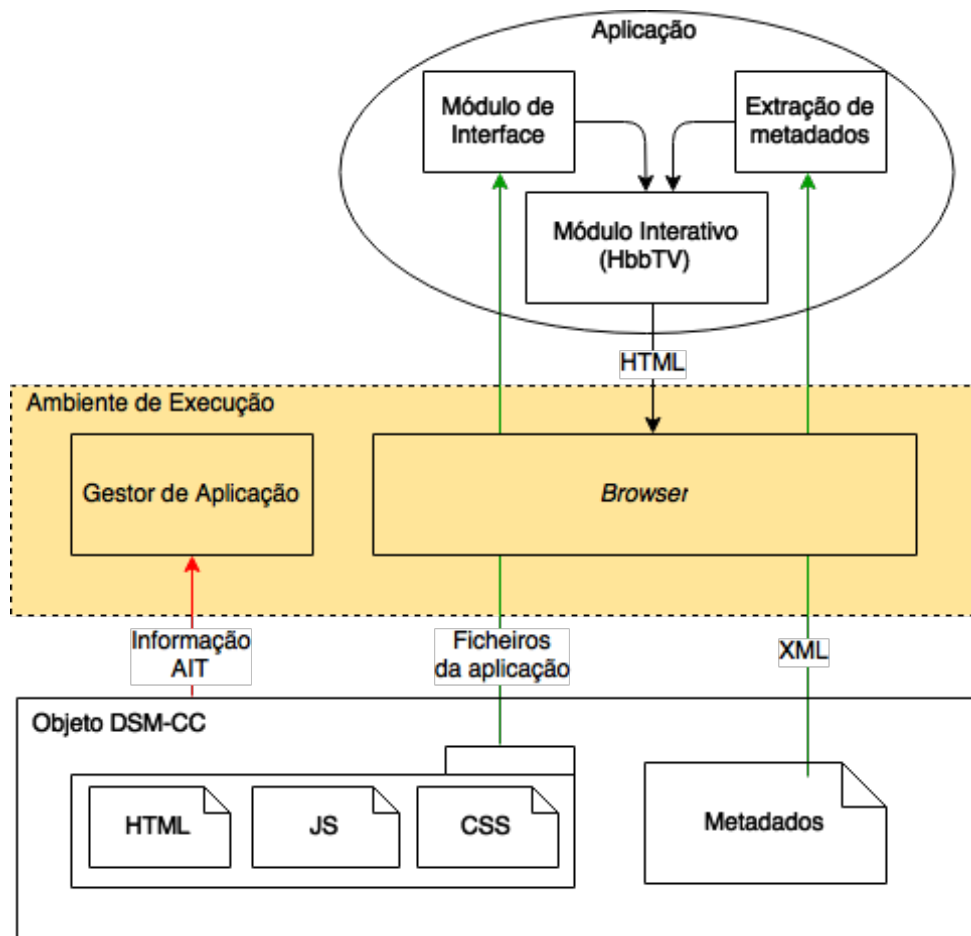 Aplicação
Módulo de
Interface
Extração de
metadados
Módulo Interativo
(HbbTV)
HTML
Ambiente de Execução
Gestor de Aplicação
Browser
Informação
AIT
Ficheiros
da aplicação
XML
Objeto DSM-CC
HTML
JS
CSS
Metadados